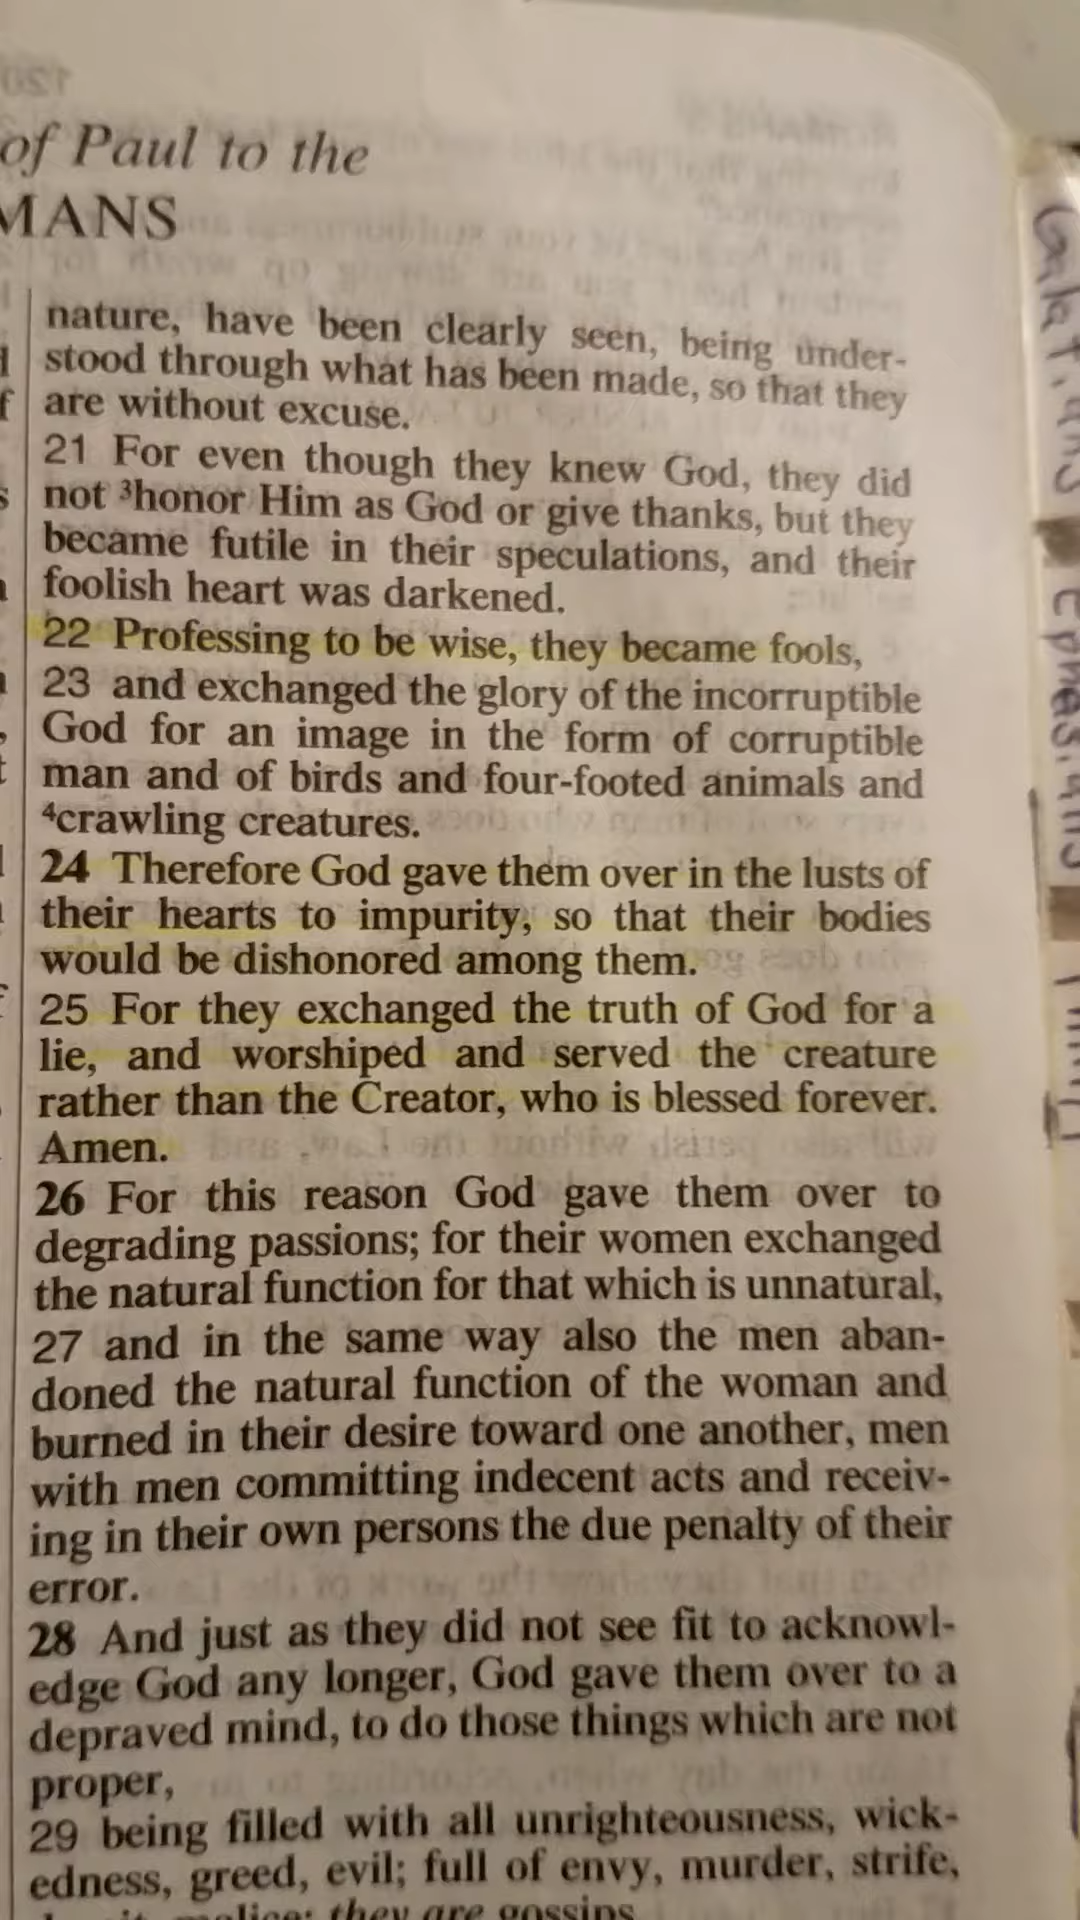 of Paul to the
MANS
nature, have been clearly seen, being under-
stood through what has been made, so that they
are without excuse.
21 For even though they knew God, they did
not ³honor Him as God or give thanks, but they
became futile in their speculations, and their
foolish heart was darkened.
22 Professing to be wise, they became fools,
23 and exchanged the glory of the incorruptible
God for an image in the form of corruptible
man and of birds and four-footed animals and
⁴crawling creatures.
24 Therefore God gave them over in the lusts of
their hearts to impurity, so that their bodies
would be dishonored among them.
25 For they exchanged the truth of God for a
lie, and worshiped and served the creature
rather than the Creator, who is blessed forever.
Amen.
26 For this reason God gave them over to
degrading passions; for their women exchanged
the natural function for that which is unnatural,
27 and in the same way also the men aban-
doned the natural function of the woman and
burned in their desire toward one another, men
with men committing indecent acts and receiv-
ing in their own persons the due penalty of their
error.
28 And just as they did not see fit to acknowl-
edge God any longer, God gave them over to a
depraved mind, to do those things which are not
proper,
29 being filled with all unrighteousness, wick-
edness, greed, evil; full of envy, murder, strife,
malice; they are gossips
Galatians
Ephesians